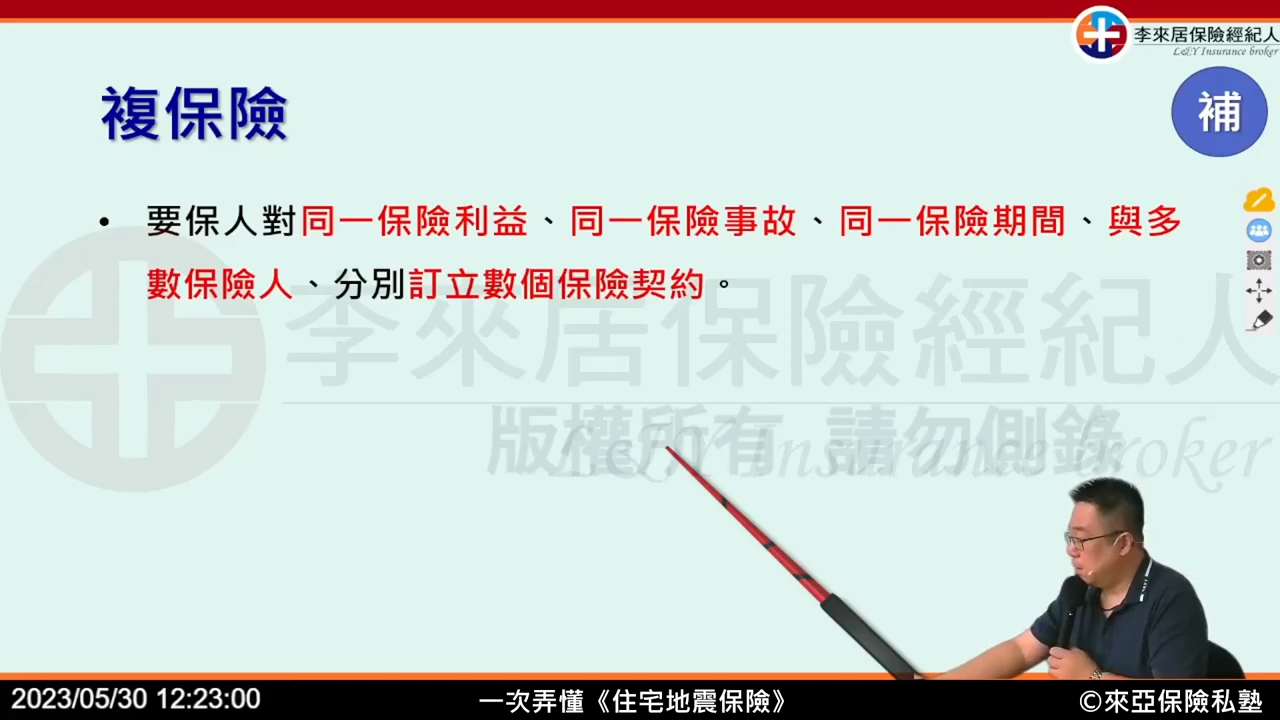 李來居保險經紀人
L&Y Insurance broker
複保險
補
• 要保人對同一保險利益、同一保險事故、同一保險期間、與多
數保險人、分別訂立數個保險契約。
李來居保險經紀人
版權所有 請勿側錄
L&Y Insurance broker
2023/05/30 12:23:00
一次弄懂《住宅地震保險》
©來亞保險私塾